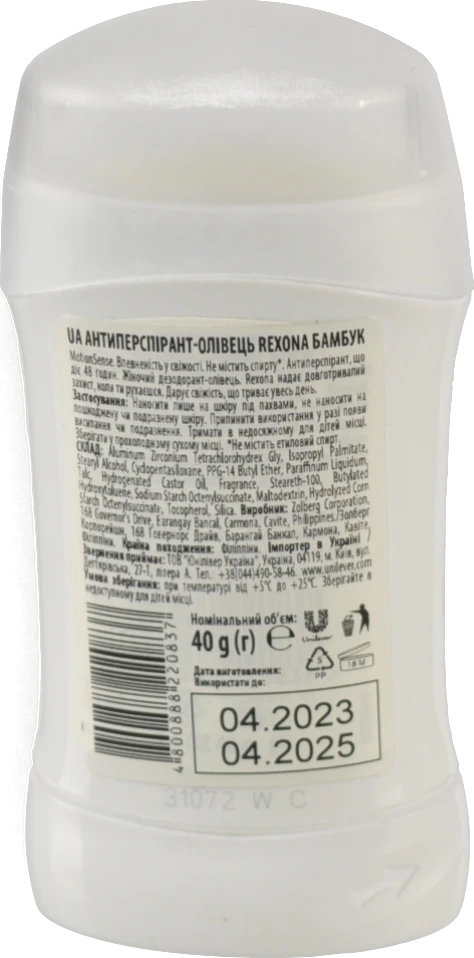 UA АНТИПЕРСПІРАНТ-ОЛІВЕЦЬ REXONA БАМБУК
MotionSense. Впевненість у свіжості. Не містить спирту*. Антиперспірант, що
діє 48 годин. Жіночий дезодорант-олівець. Rexona надає довготривалий
захист, коли ти рухаєшся. Дарує свіжість, що триває увесь день.
Застосування: Наносити лише на шкіру під пахвами, не наносити на
пошкоджену чи подразнену шкіру. Припинити використання у разі появи
висипання чи подразнення. Тримати в недосяжному для дітей місці.
Зберігати у прохолодному сухому місці. *Не містить етиловий спирт.
СКЛАД: Aluminum Zirconium Tetrachlorohydrex Gly, Isopropyl Palmitate,
Stearyl Alcohol, Cyclopentasiloxane, PPG-14 Butyl Ether, Paraffinum Liquidum,
Talc, Hydrogenated Castor Oil, Fragrance, Steareth-100, Butylated
Hydroxytoluene, Sodium Starch Octenylsuccinate, Maltodextrin, Hydrolyzed Corn
Starch Octenylsuccinate, Tocopherol, Silica. Виробник: Zolberg Corporation,
168 Governor's Drive, Barangay Bancal, Carmona, Cavite, Philippines./Золберг
Корпорейшн, 168 Говернорс Драйв, Барангай Банкал, Кармона, Кавіте,
Філіппіни. Країна походження: Філіппіни. Імпортер в Україні /
Звернення приймає: ТОВ "Юнілівер Україна", Україна, 04119, м. Київ, вул.
Дегтярівська, 27-Т, літера А. Тел. +38(044)490-58-46. www.unilever.com
Умови зберігання: при температурі від +5°C до +25°C. Зберігайте в
недоступному для дітей місці.
Номінальний об'єм:
40 g (г) ℮
Unilever
5
PP
18 M
Дата виготовлення:
Використати до:
04.2023
04.2025
4 800888 220837
31072 W C